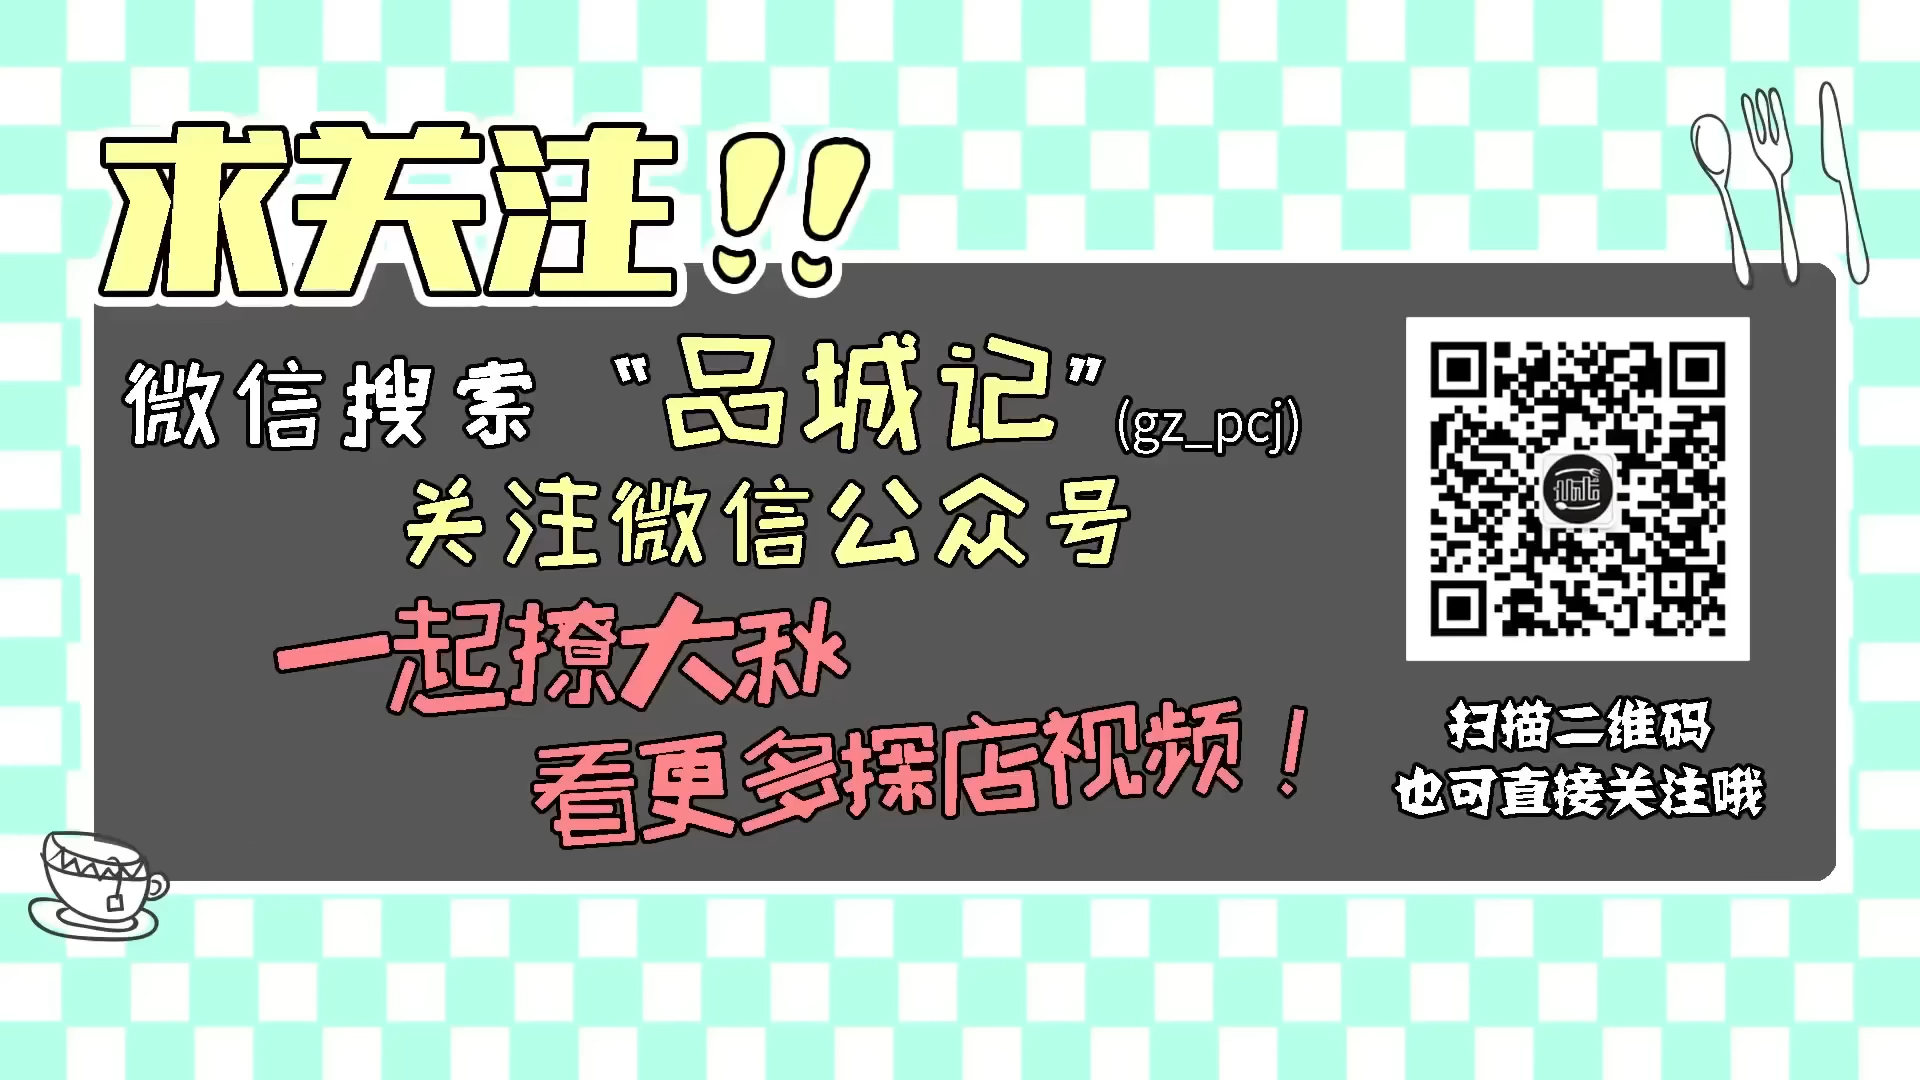 求关注!!
微信搜索 “品城记” (gz_pcj)
关注微信公众号
一起撩大秋
看更多探店视频！
扫描二维码
也可直接关注哦